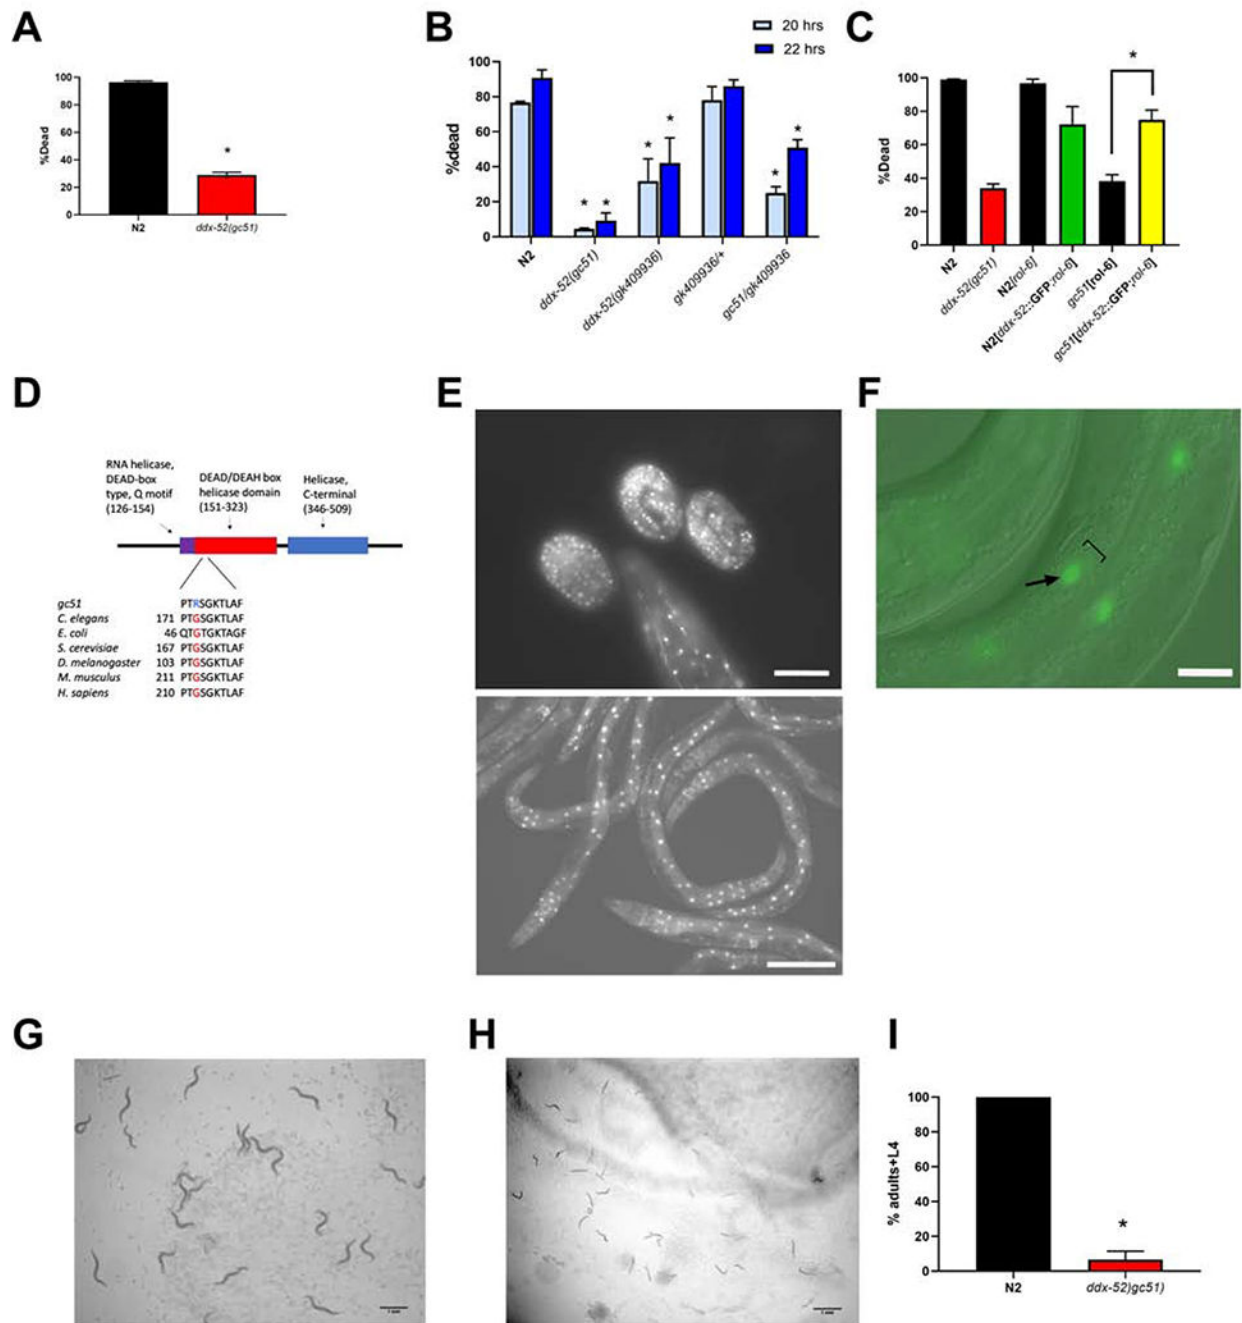 A
%Dead
100
80
60
40
20
0
*
N2
ddx-52(gc51)
B
20 hrs
22 hrs
%dead
100
80
60
40
20
0
* * * * * *
N2
ddx-52(gc51)
ddx-52(gk409936)
gk409936/+
gc51/gk409936
C
%Dead
100
80
60
40
20
0
*
N2
ddx-52(gc51)
N2[rol-6]
N2[ddx-52::GFP;rol-6]
gc51[rol-6]
gc51[ddx-52::GFP;rol-6]
D
RNA helicase,
DEAD-box
type, Q motif
(126-154)
DEAD/DEAH box
helicase domain
(151-323)
Helicase,
C-terminal
(346-509)
gc51 PTRSGKTLAF
C. elegans 171 PTGSGKTLAF
E. coli 46 QTGTGKTAGF
S. cerevisiae 167 PTGSGKTLAF
D. melanogaster 103 PTGSGKTLAF
M. musculus 211 PTGSGKTLAF
H. sapiens 210 PTGSGKTLAF
E
F
G
H
I
% adults+L4
100
80
60
40
20
0
*
N2
ddx-52)gc51)